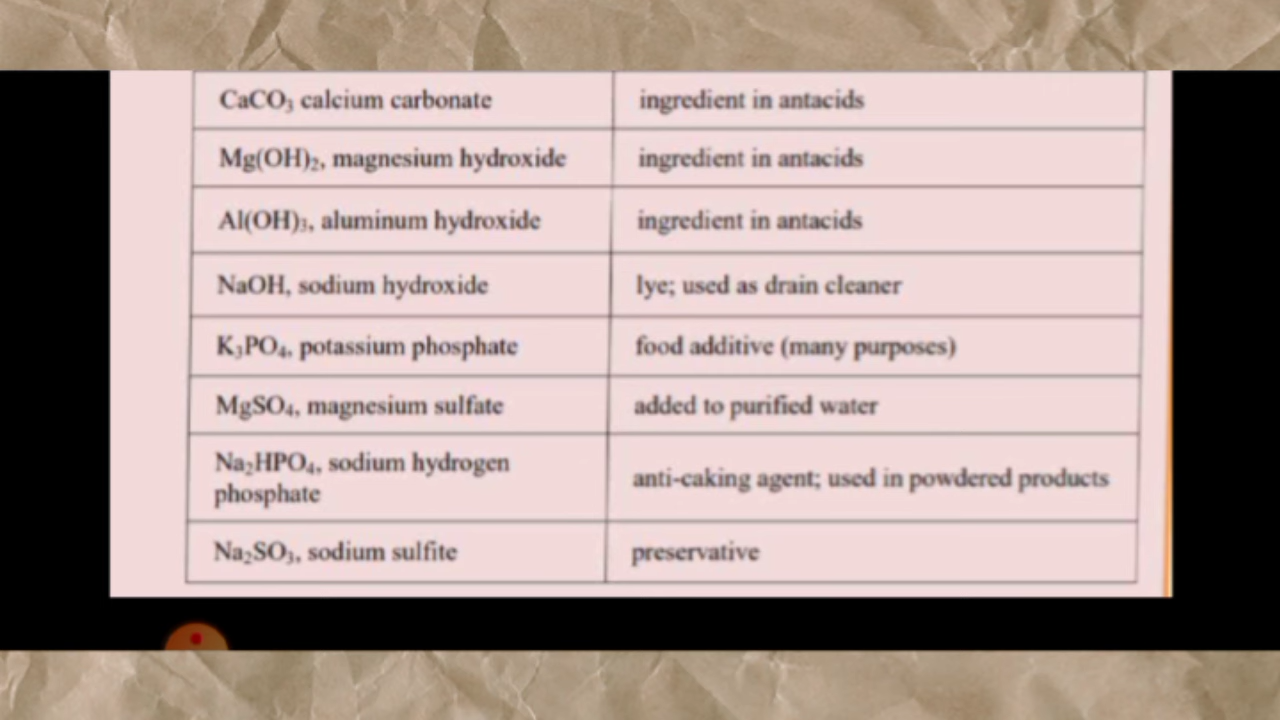 CaCO₃ calcium carbonate ingredient in antacids
Mg(OH)₂, magnesium hydroxide ingredient in antacids
Al(OH)₃, aluminum hydroxide ingredient in antacids
NaOH, sodium hydroxide lye; used as drain cleaner
K₃PO₄, potassium phosphate food additive (many purposes)
MgSO₄, magnesium sulfate added to purified water
Na₂HPO₄, sodium hydrogen
phosphate
anti-caking agent; used in powdered products
Na₂SO₃, sodium sulfite preservative